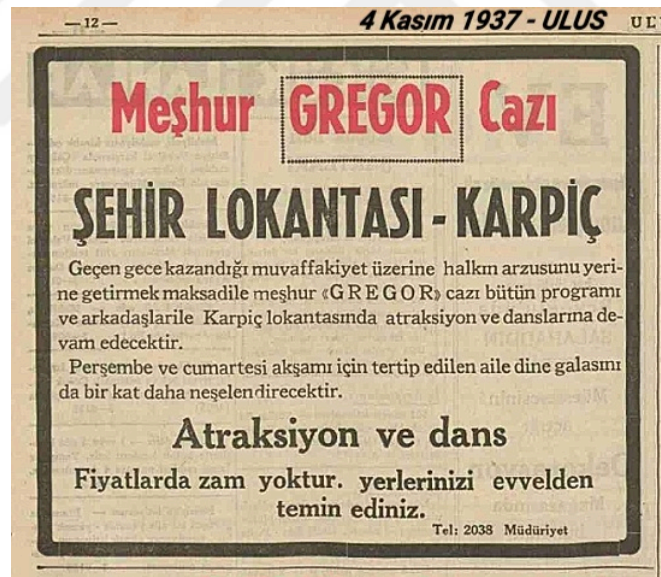 — 12 —
4 Kasım 1937 - ULUS
Meşhur GREGOR Cazı
ŞEHİR LOKANTASI - KARPİÇ
Geçen gece kazandığı muvaffakiyet üzerine halkın arzusunu yeri-
ne getirmek maksadile meşhur «GREGOR» cazı bütün programı
ve arkadaşlarile Karpiç lokantasında atraksiyon ve danslarına de-
vam edecektir.
Perşembe ve cumartesi akşamı için tertip edilen aile dine galasını
da bir kat daha neşelendirecektir.
Atraksiyon ve dans
Fiyatlarda zam yoktur. yerlerinizi evvelden
temin ediniz.
Tel: 2038 Müdüriyet